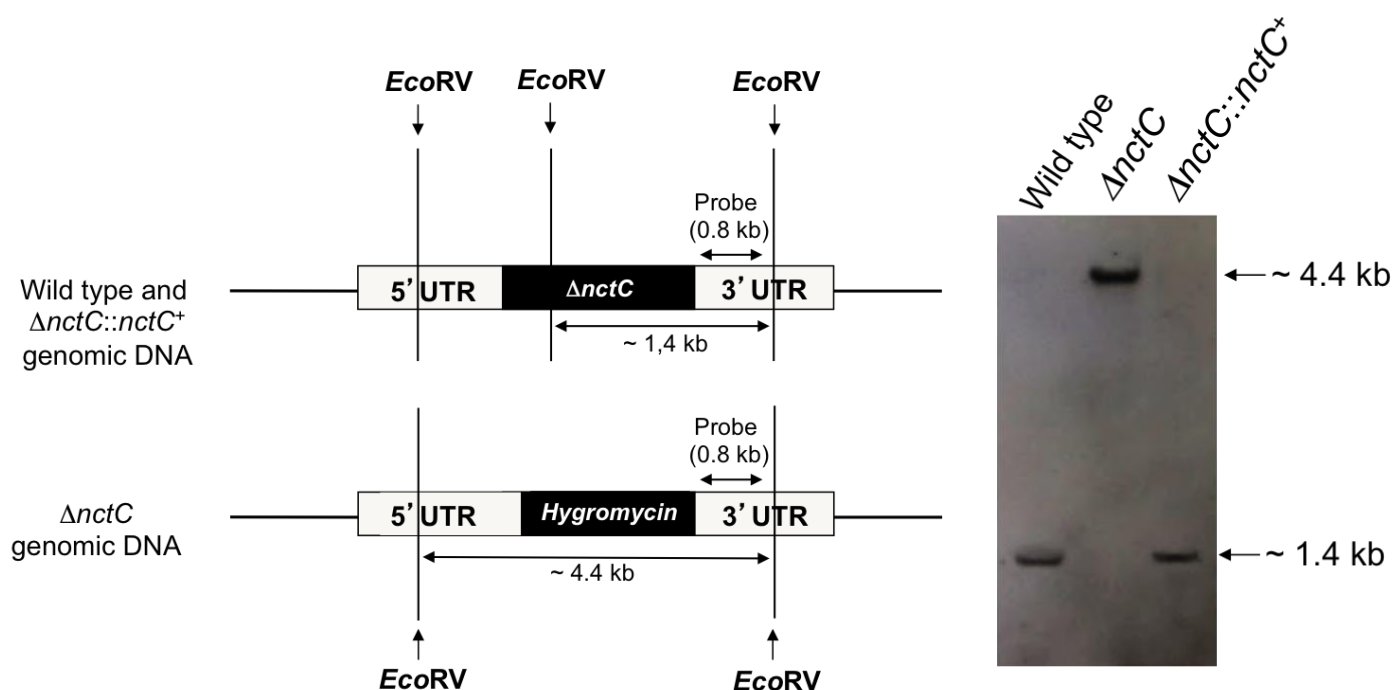 EcoRV
EcoRV
EcoRV
Probe
(0.8 kb)
Wild type and
ΔnctC::nctC⁺
genomic DNA
5’ UTR
ΔnctC
3’ UTR
~ 1,4 kb
Probe
(0.8 kb)
ΔnctC
genomic DNA
5’ UTR
Hygromycin
3’ UTR
~ 4.4 kb
EcoRV
EcoRV
Wild type
ΔnctC
ΔnctC::nctC⁺
~ 4.4 kb
~ 1.4 kb